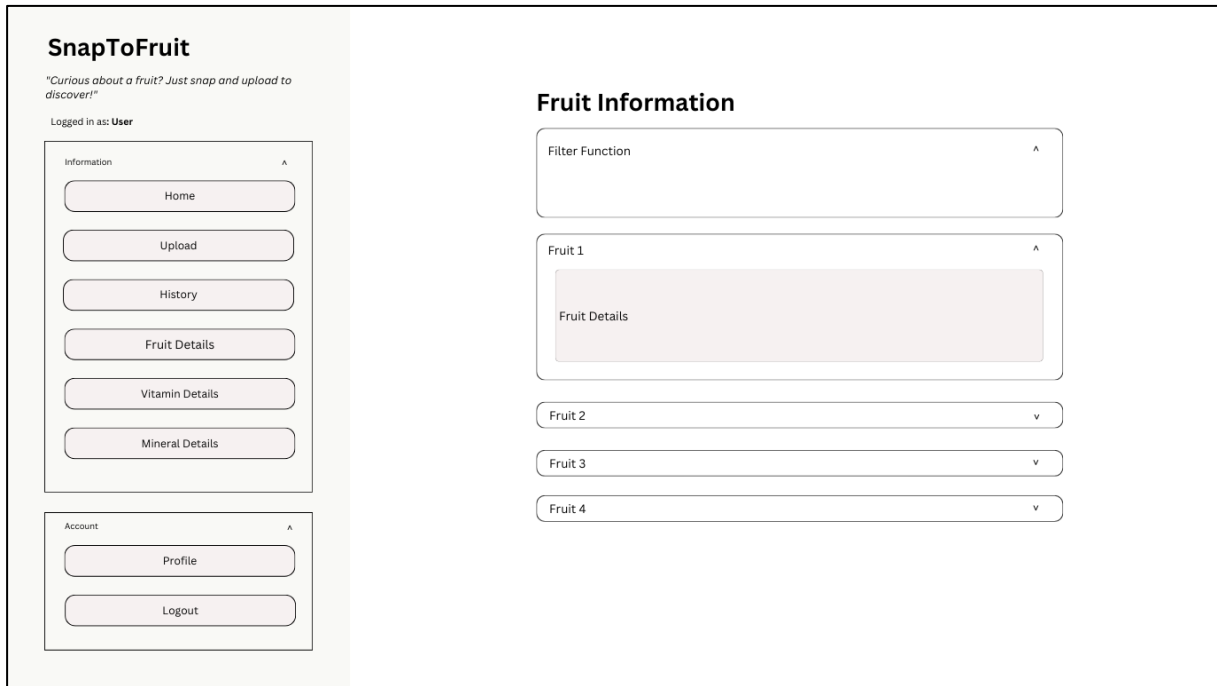 SnapToFruit
"Curious about a fruit? Just snap and upload to
discover!"
Logged in as: User
Information ^
Home
Upload
History
Fruit Details
Vitamin Details
Mineral Details
Account ^
Profile
Logout
Fruit Information
Filter Function ^
Fruit 1 ^
Fruit Details
Fruit 2 v
Fruit 3 v
Fruit 4 v